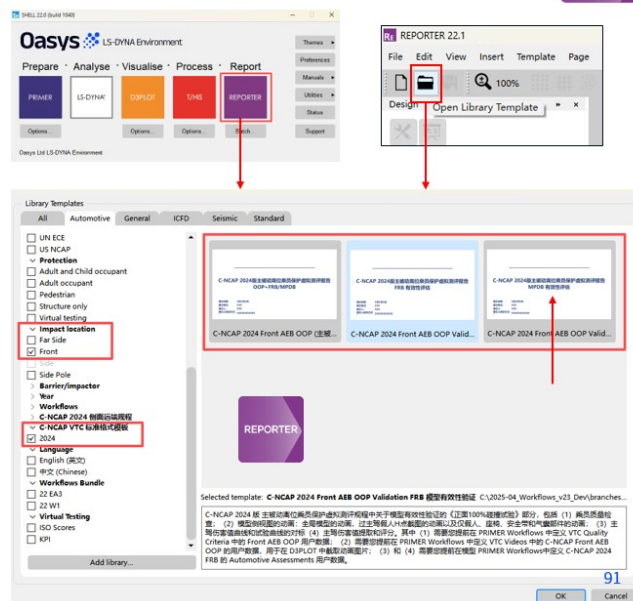 SHELL 22.0 (build 1040)
Oasys LS-DYNA Environment
Prepare · Analyse · Visualise · Process · Report
PRIMER
LS-DYNA
D3PLOT
T/HIS
REPORTER
Options...
Options...
Options...
Batch...
Themes
Preferences
Manuals
Utilities
Status
Support
Oasys Ltd LS-DYNA Environment
REPORTER 22.1
File Edit View Insert Template Page
100%
Design
Open Library Template
Library Templates
All Automotive General ICFD Seismic Standard
UN ECE
US NCAP
Protection
Adult and Child occupant
Adult occupant
Pedestrian
Structure only
Virtual testing
Impact location
Far Side
Front
Side
Side Pole
Barrier/impactor
Year
Workflows
C-NCAP 2024 侧面远端规程
C-NCAP VTC 标准格式模板
2024
Language
English (英文)
中文 (Chinese)
Workflows Bundle
22 EA3
22 W1
Virtual Testing
ISO Scores
KPI
Add library...
C-NCAP 2024版主被动离位乘员保护虚拟测评报告
OOP+FRB/MPDB
C-NCAP 2024 Front AEB OOP (主被...
C-NCAP 2024版主被动离位乘员保护虚拟测评报告
FRB 有效性评估
C-NCAP 2024 Front AEB OOP Valid...
C-NCAP 2024版主被动离位乘员保护虚拟测评报告
MPDB 有效性评估
C-NCAP 2024 Front AEB OOP Valid...
REPORTER
Selected template: C-NCAP 2024 Front AEB OOP Validation FRB 模型有效性验证 C:\2025-04_Workflows_v23_Dev\branches...
C-NCAP 2024 版 主被动离位乘员保护虚拟测评规程中关于模型有效性验证的《正面100%碰撞试验》部分，包括 (1) 乘员质量检
查; (2) 模型侧视图的动画: 全局模型的动画, 过主驾假人H点截面的动画以及仅假人、座椅、安全带和气囊部件的动画; (3) 主
驾伤害值曲线和试验曲线的对标 (4) 主驾伤害值提取和评分。其中 (1) 需要您提前在 PRIMER Workflows 中定义 VTC Quality
Criteria 中的 Front AEB OOP 用户数据; (2) 需要您提前在 PRIMER Workflows 中定义 VTC Videos 中的 C-NCAP Front AEB
OOP 的用户数据, 用于在 D3PLOT 中截取动画图片; (3) 和 (4) 需要您提前在模型 PRIMER Workflows中定义 C-NCAP 2024
FRB 的 Automotive Assessments 用户数据。
91
OK Cancel